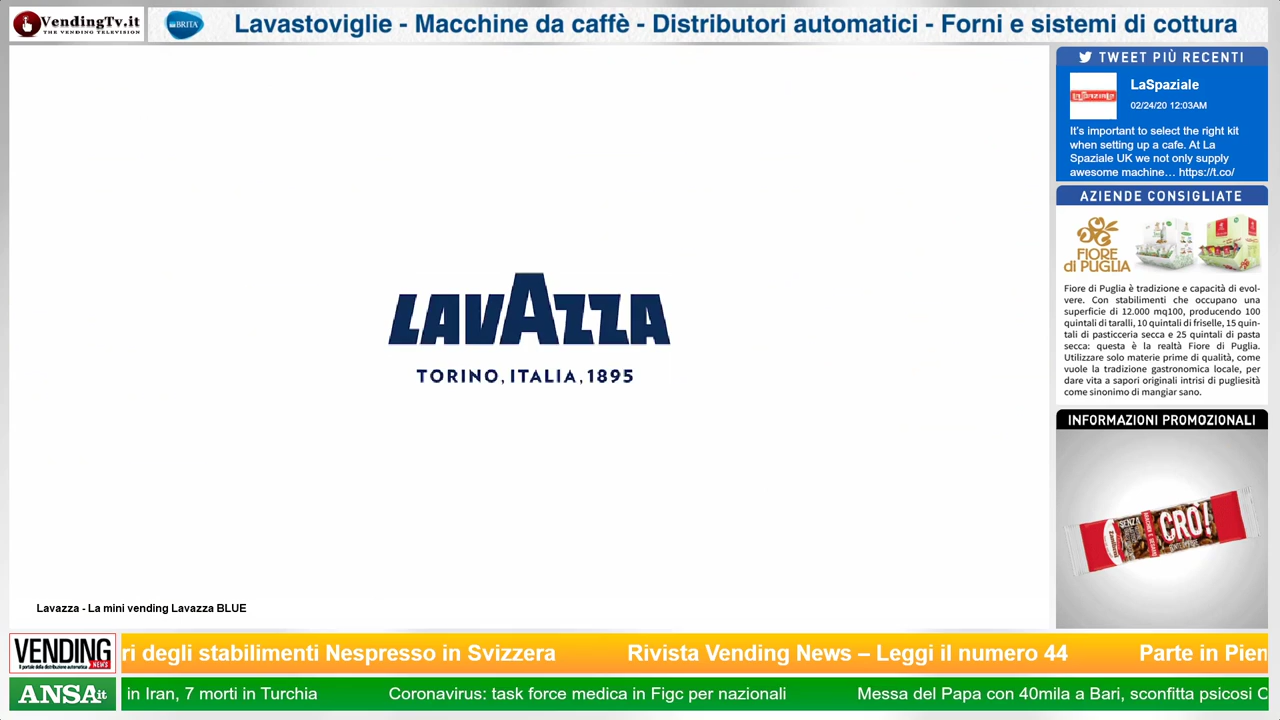 VendingTv.it
THE VENDING TELEVISION
BRITA
Lavastoviglie - Macchine da caffè - Distributori automatici - Forni e sistemi di cottura
LAVAZZA
TORINO, ITALIA, 1895
Lavazza - La mini vending Lavazza BLUE
TWEET PIÙ RECENTI
LaSpaziale
02/24/20 12:03AM
It's important to select the right kit
when setting up a cafe. At La
Spaziale UK we not only supply
awesome machine… https://t.co/
AZIENDE CONSIGLIATE
FIORE
di PUGLIA
Fiore di Puglia è tradizione e capacità di evol-
vere. Con stabilimenti che occupano una
superficie di 12.000 mq100, producendo 100
quintali di taralli, 10 quintali di friselle, 15 quin-
tali di pasticceria secca e 25 quintali di pasta
secca: questa è la realtà Fiore di Puglia.
Utilizzare solo materie prime di qualità, come
vuole la tradizione gastronomica locale, per
dare vita a sapori originali intrisi di pugliesità
come sinonimo di mangiar sano.
INFORMAZIONI PROMOZIONALI
SENZA
CRÒ!
VENDING
NEWS
Il portale della distribuzione automatica
ri degli stabilimenti Nespresso in Svizzera Rivista Vending News – Leggi il numero 44 Parte in Piem
ANSA.it
in Iran, 7 morti in Turchia Coronavirus: task force medica in Figc per nazionali Messa del Papa con 40mila a Bari, sconfitta psicosi C